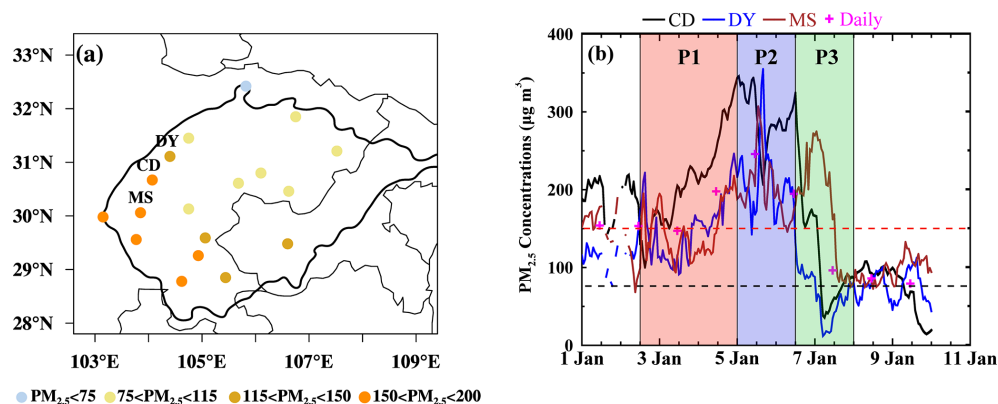 CD DY MS Daily
(a)
33°N
32°N
31°N
30°N
29°N
28°N
103°E 105°E 107°E 109°E
DY
CD
MS
PM2.5<75 75<PM2.5<115 115<PM2.5<150 150<PM2.5<200
(b) P1 P2 P3
PM2.5 Concentrations (μg m3)
400
300
200
100
0
1 Jan 3 Jan 5 Jan 7 Jan 9 Jan 11 Jan